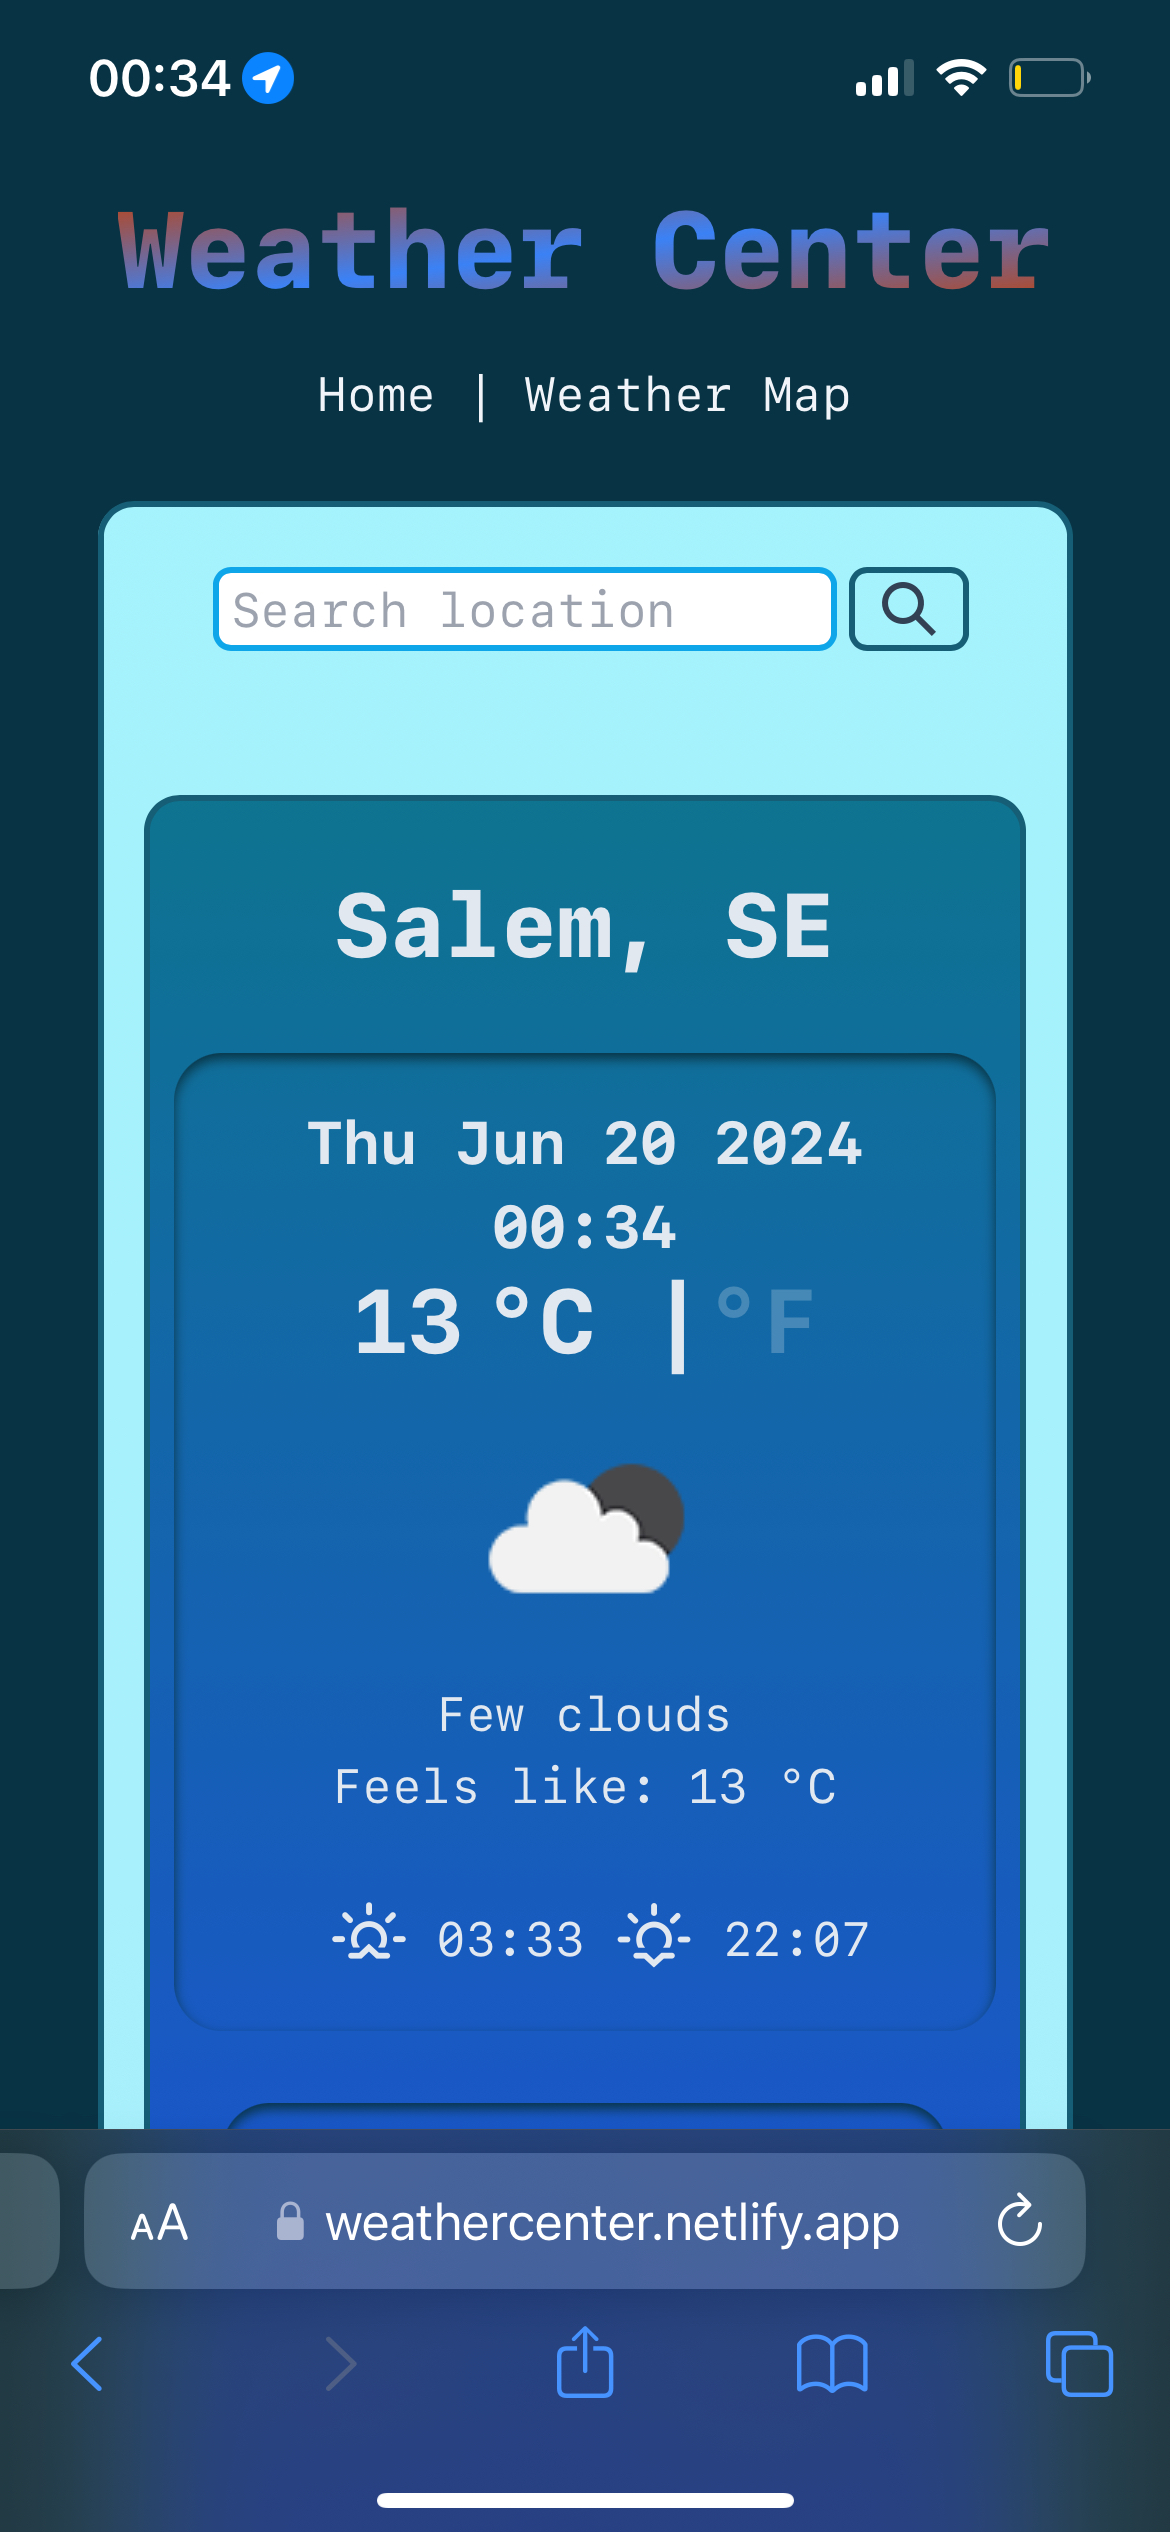 00:34
Weather Center
Home | Weather Map
Search location
Salem, SE
Thu Jun 20 2024
00:34
13 °C | °F
Few clouds
Feels like: 13 °C
03:33 22:07
AA weathercenter.netlify.app